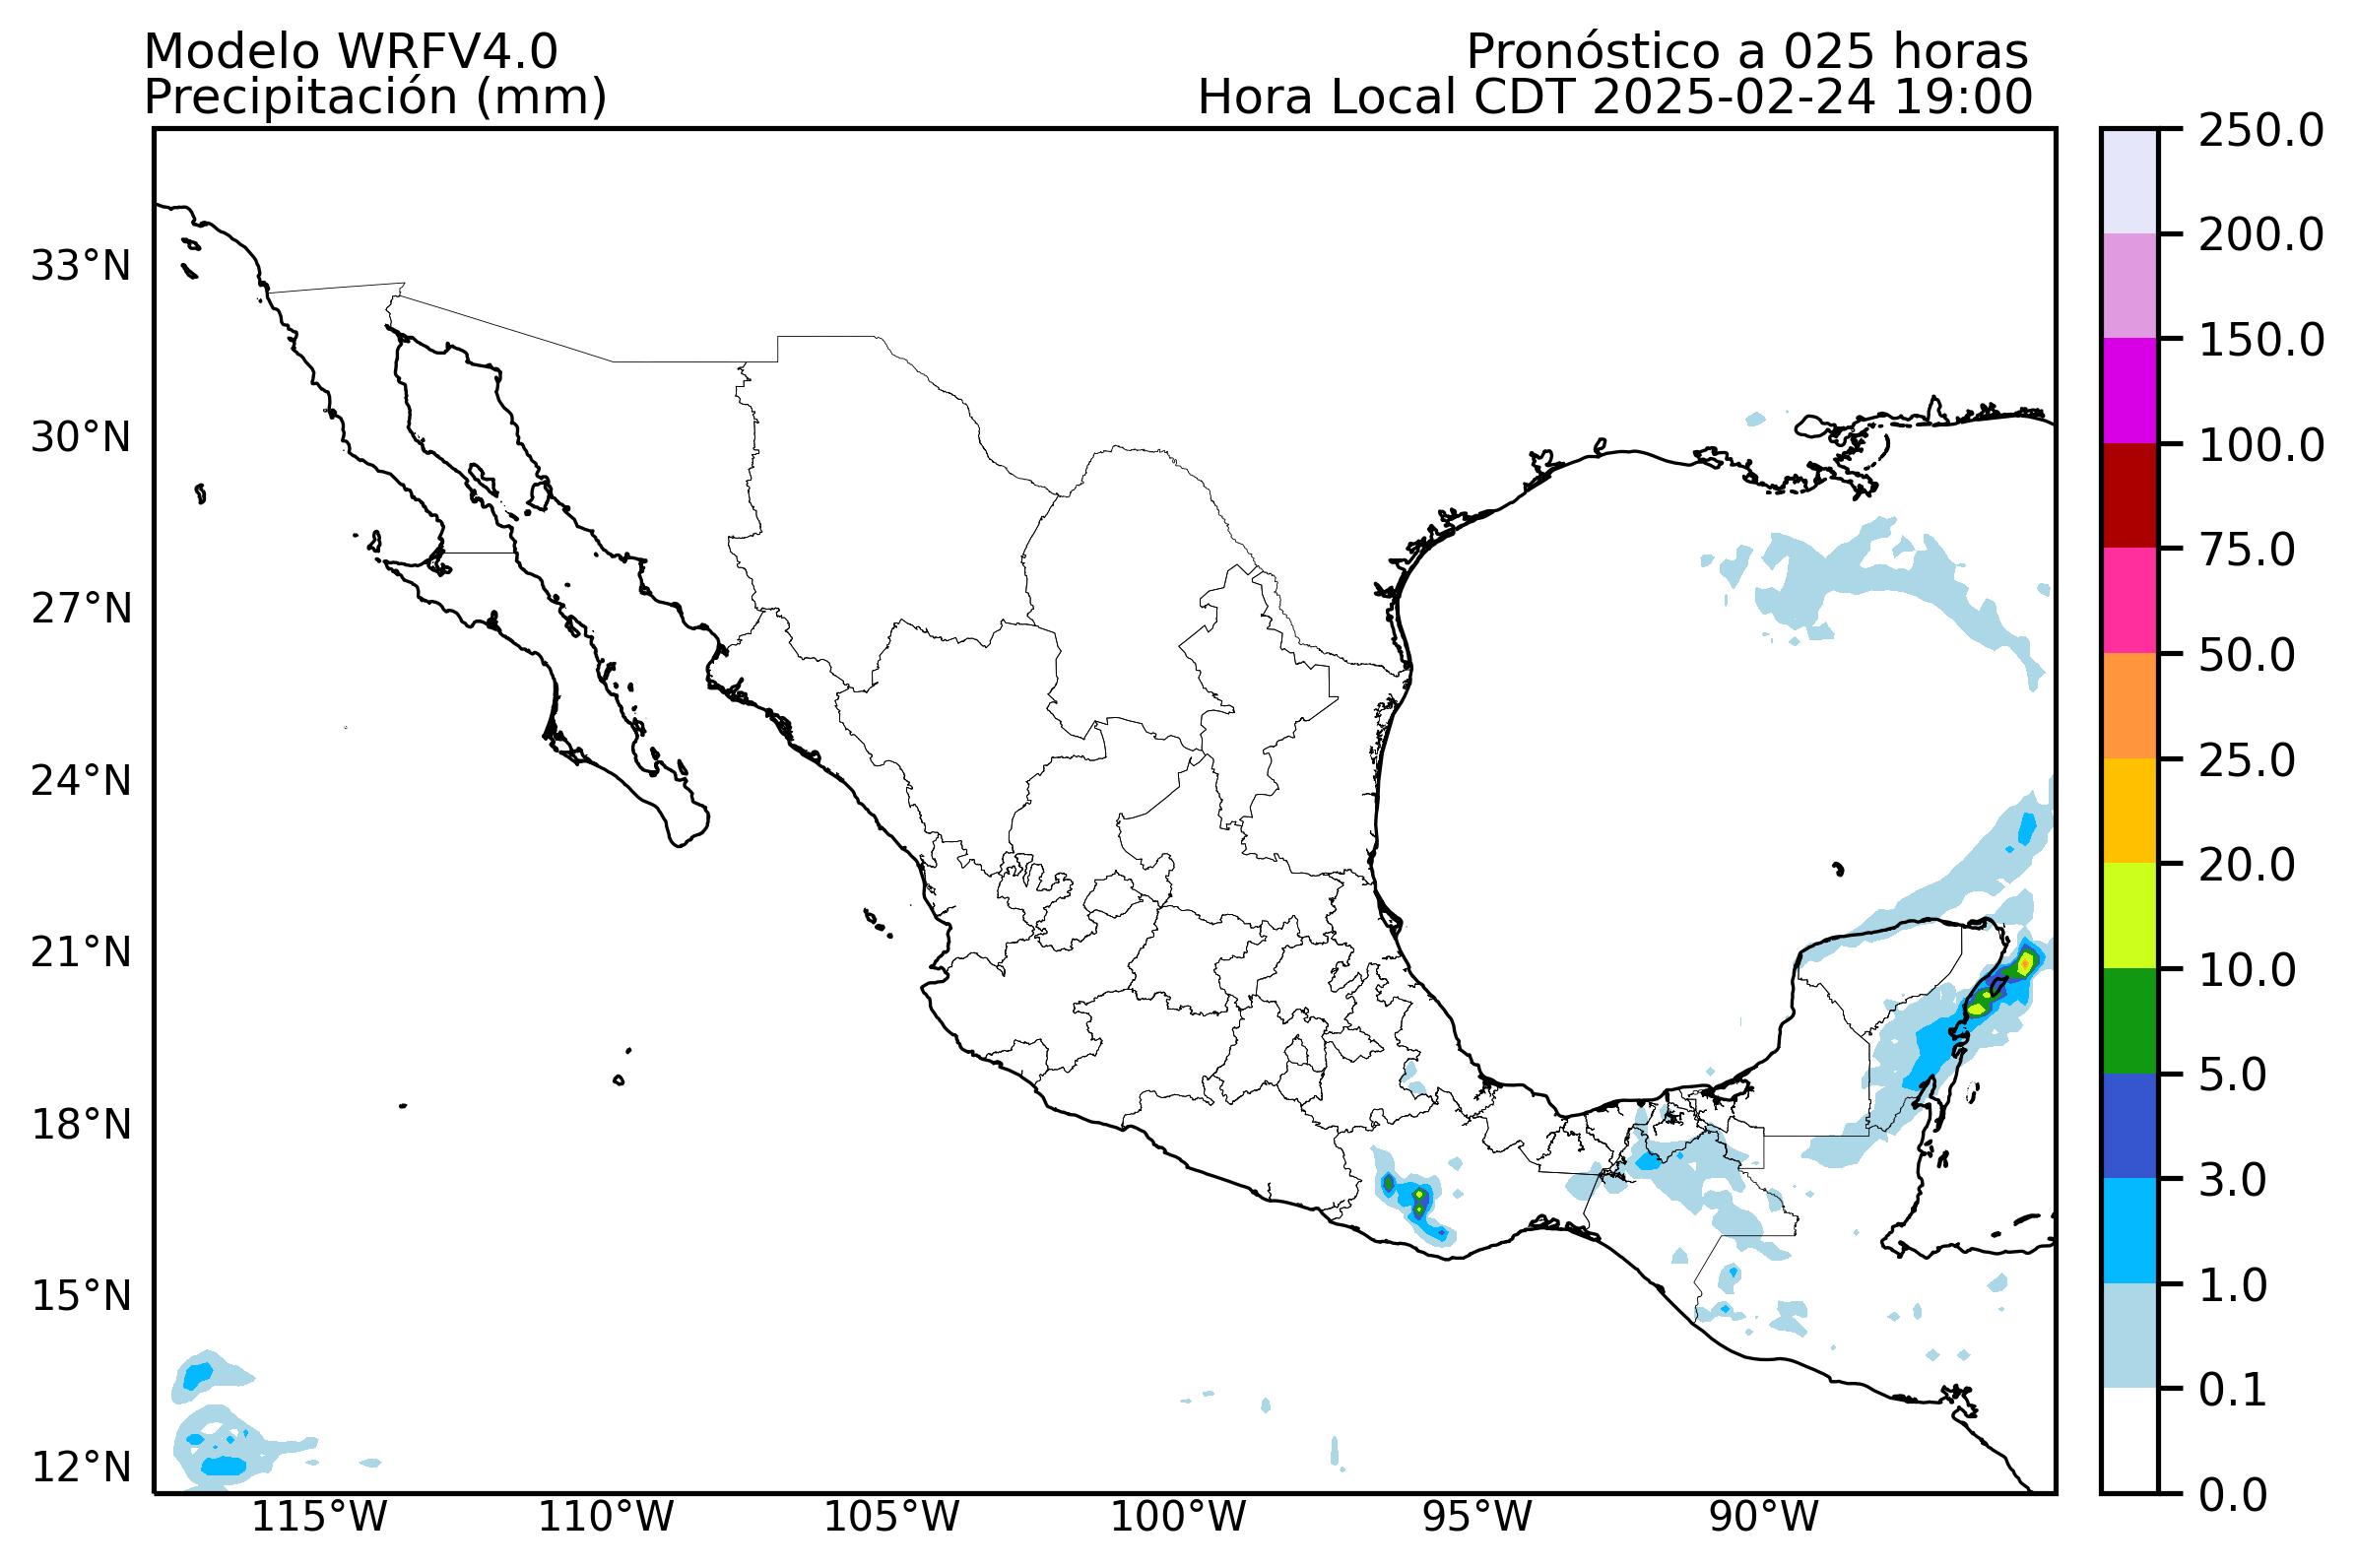 Modelo WRFV4.0
Precipitación (mm)
Pronóstico a 025 horas
Hora Local CDT 2025-02-24 19:00
33°N
30°N
27°N
24°N
21°N
18°N
15°N
12°N
115°W
110°W
105°W
100°W
95°W
90°W
250.0
200.0
150.0
100.0
75.0
50.0
25.0
20.0
10.0
5.0
3.0
1.0
0.1
0.0